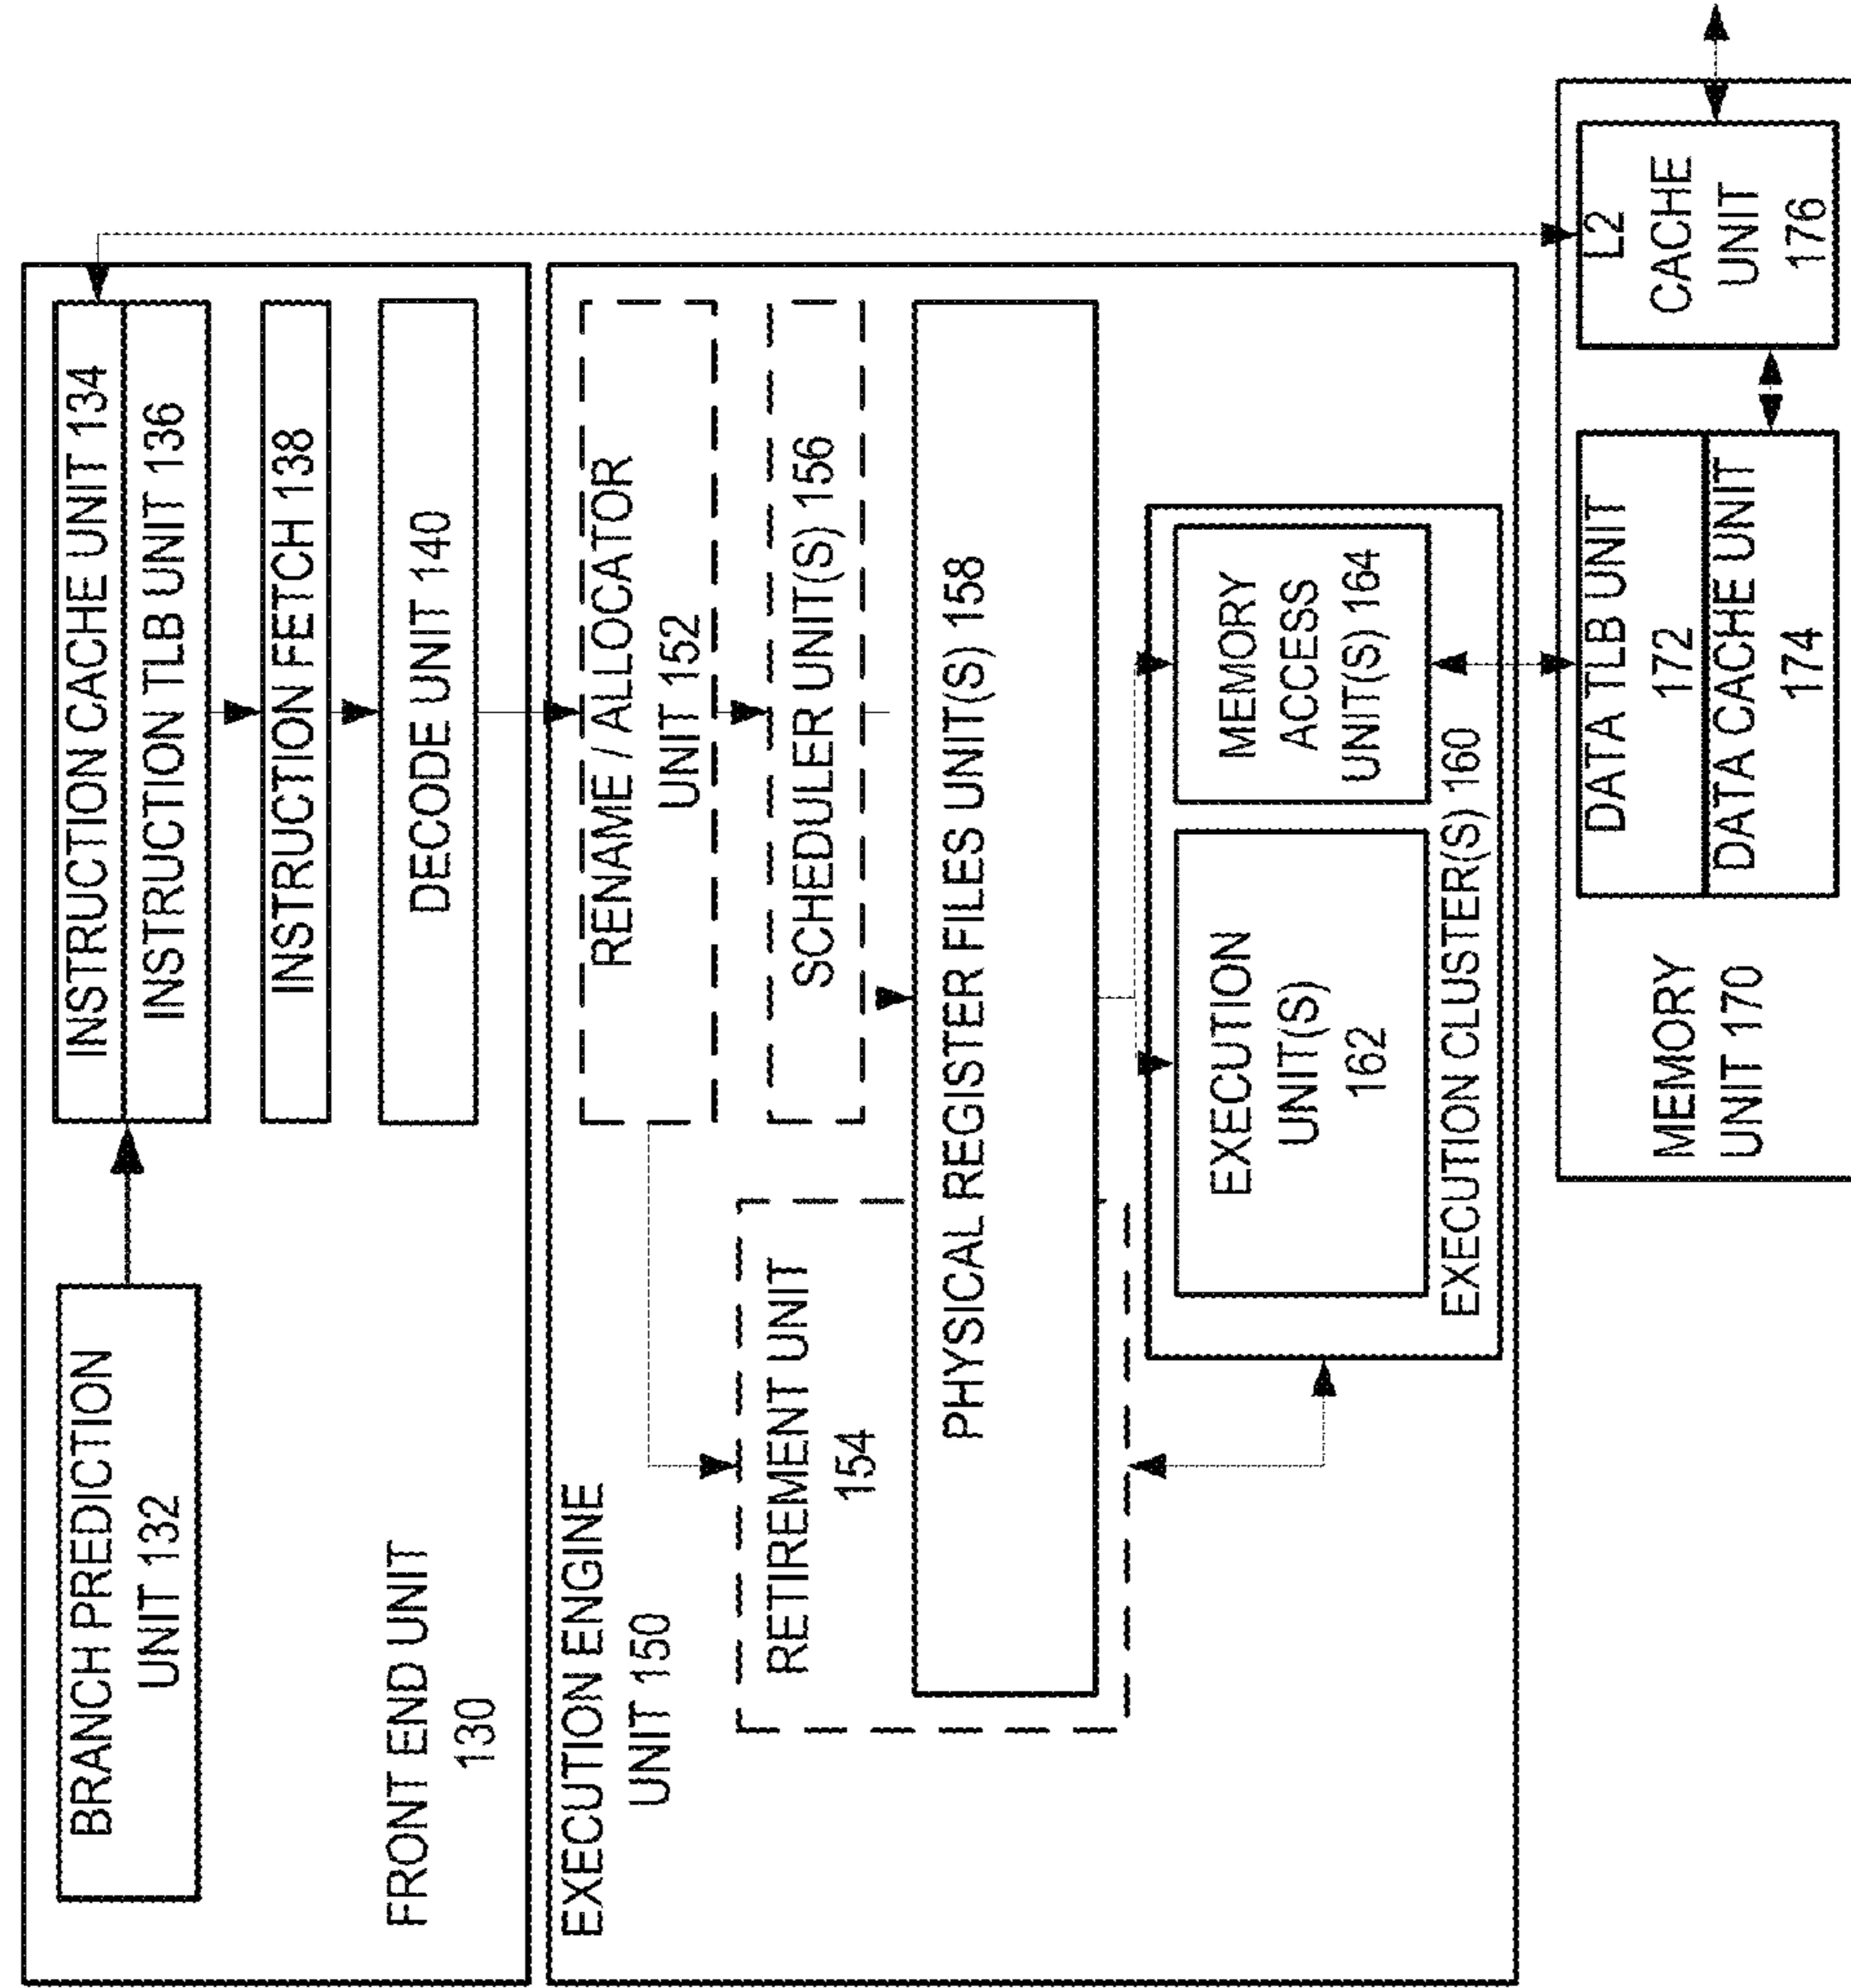 BRANCH PREDICTION
UNIT 132
INSTRUCTION CACHE UNIT 134
INSTRUCTION TLB UNIT 136
INSTRUCTION FETCH 138
DECODE UNIT 140
FRONT END UNIT
130
EXECUTION ENGINE
UNIT 150
RENAME / ALLOCATOR
UNIT 152
SCHEDULER UNIT(S) 156
RETIREMENT UNIT
154
PHYSICAL REGISTER FILES UNIT(S) 158
EXECUTION
UNIT(S)
162
MEMORY
ACCESS
UNIT(S) 164
EXECUTION CLUSTER(S) 160
MEMORY
UNIT 170
DATA TLB UNIT
172
DATA CACHE UNIT
174
L2
CACHE
UNIT
176